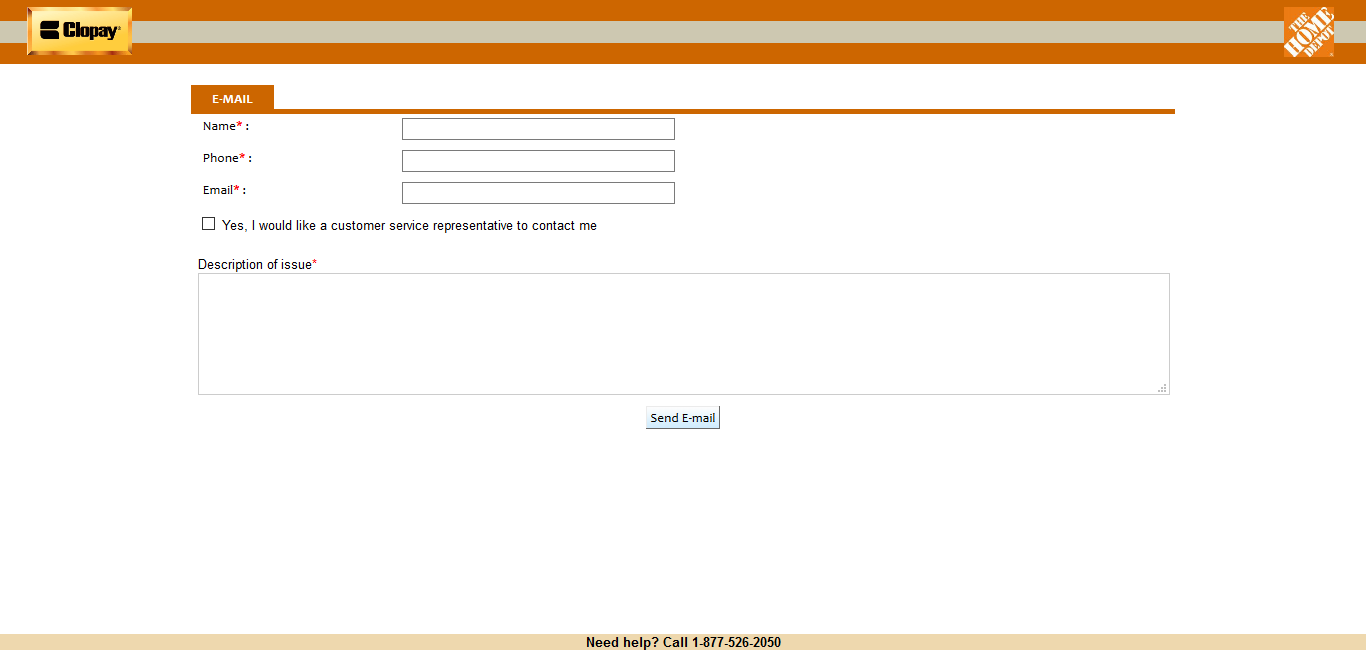 Clopay®
THE
HOME
DEPOT
E-MAIL
Name* :
Phone* :
Email* :
Yes, I would like a customer service representative to contact me
Description of issue*
Send E-mail
Need help? Call 1-877-526-2050